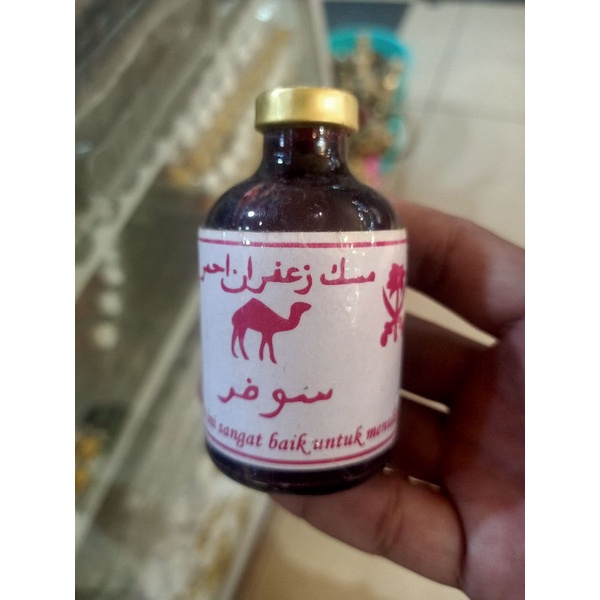 مسك زعفران احمر
سوفر
sangat baik untuk